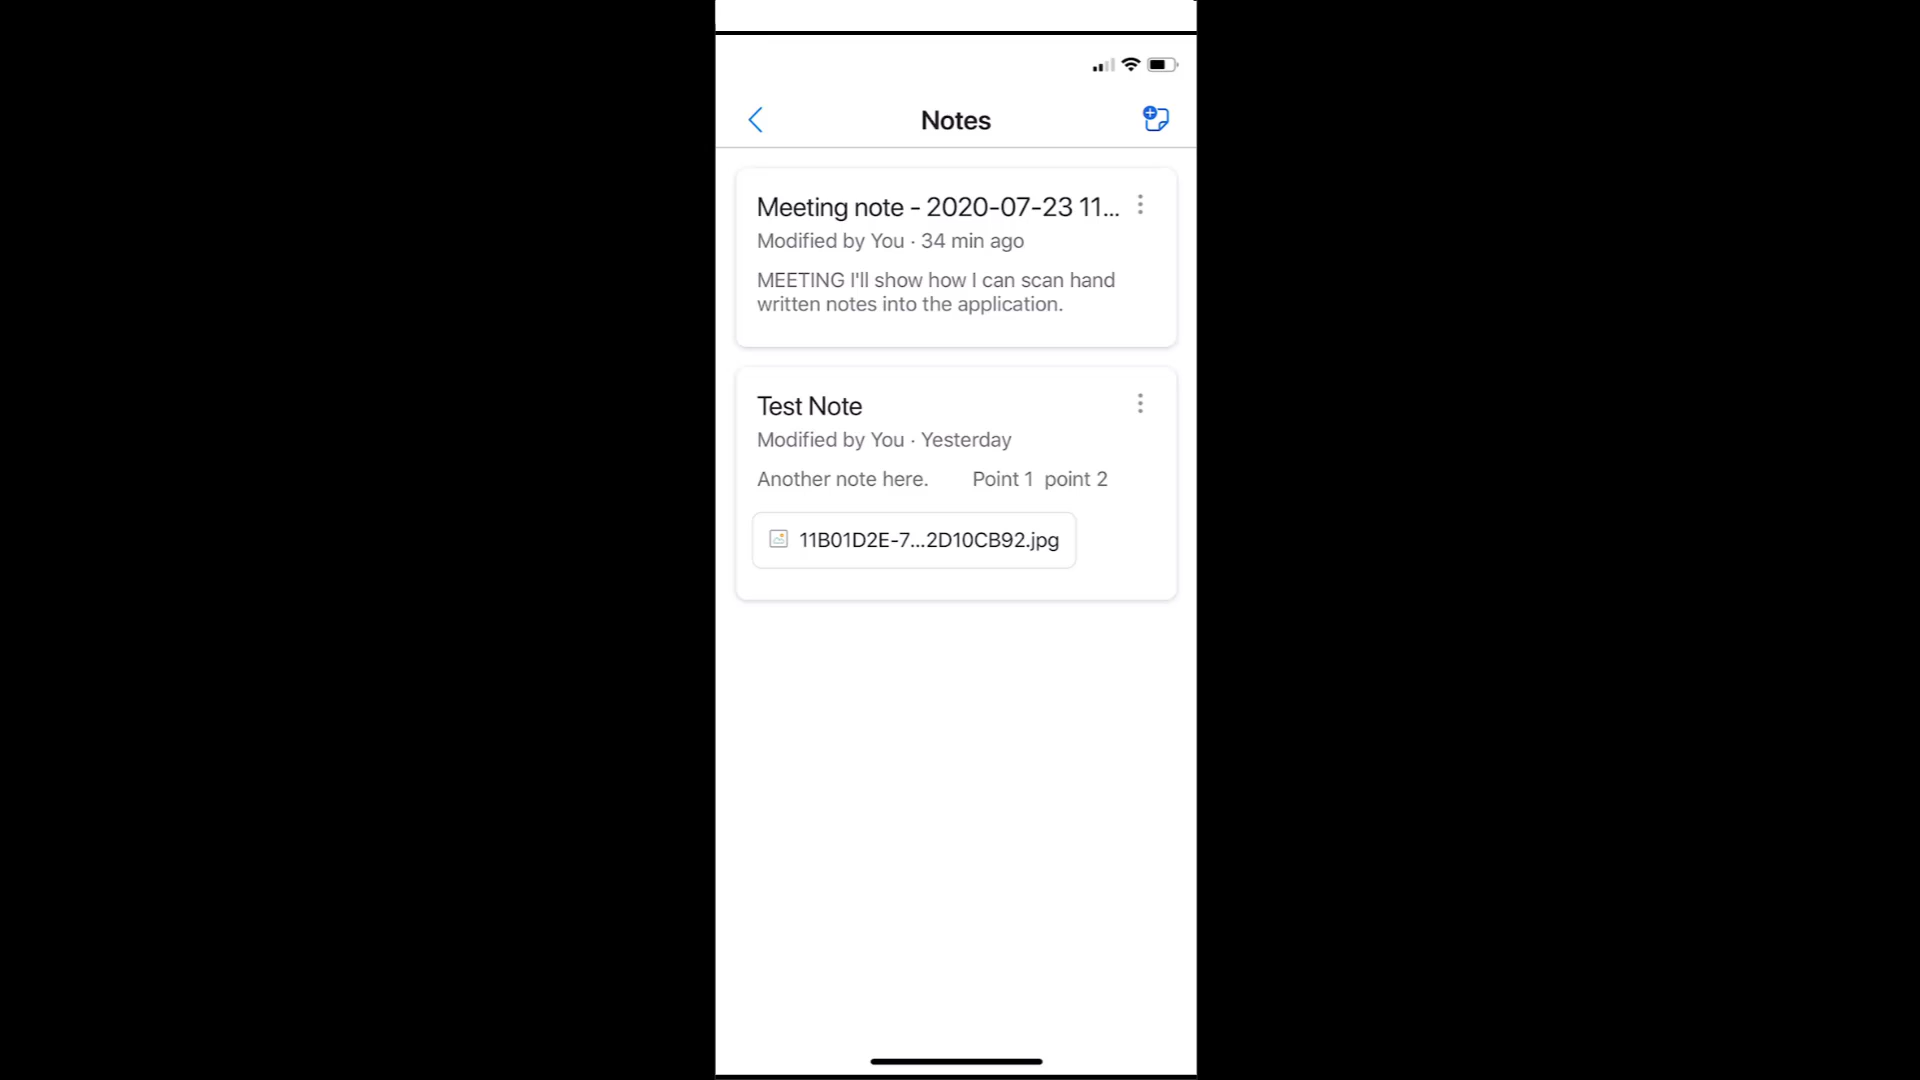 Notes
Meeting note - 2020-07-23 11...
Modified by You · 34 min ago
MEETING I'll show how I can scan hand
written notes into the application.
Test Note
Modified by You · Yesterday
Another note here. Point 1 point 2
11B01D2E-7...2D10CB92.jpg